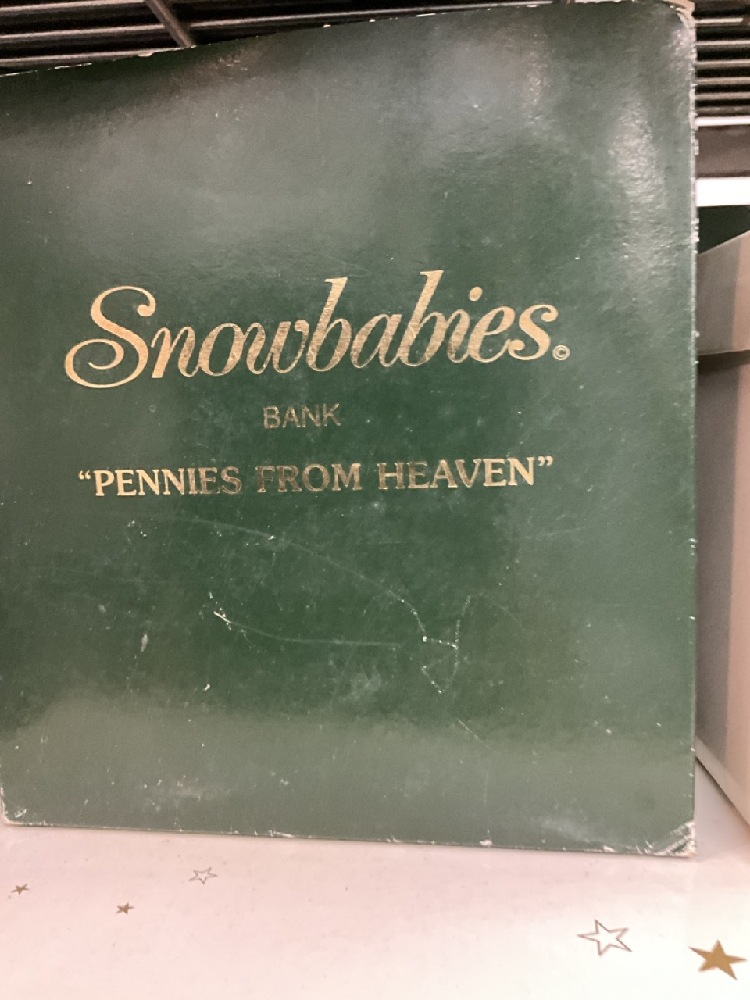 Snowbabies©
BANK
“PENNIES FROM HEAVEN”